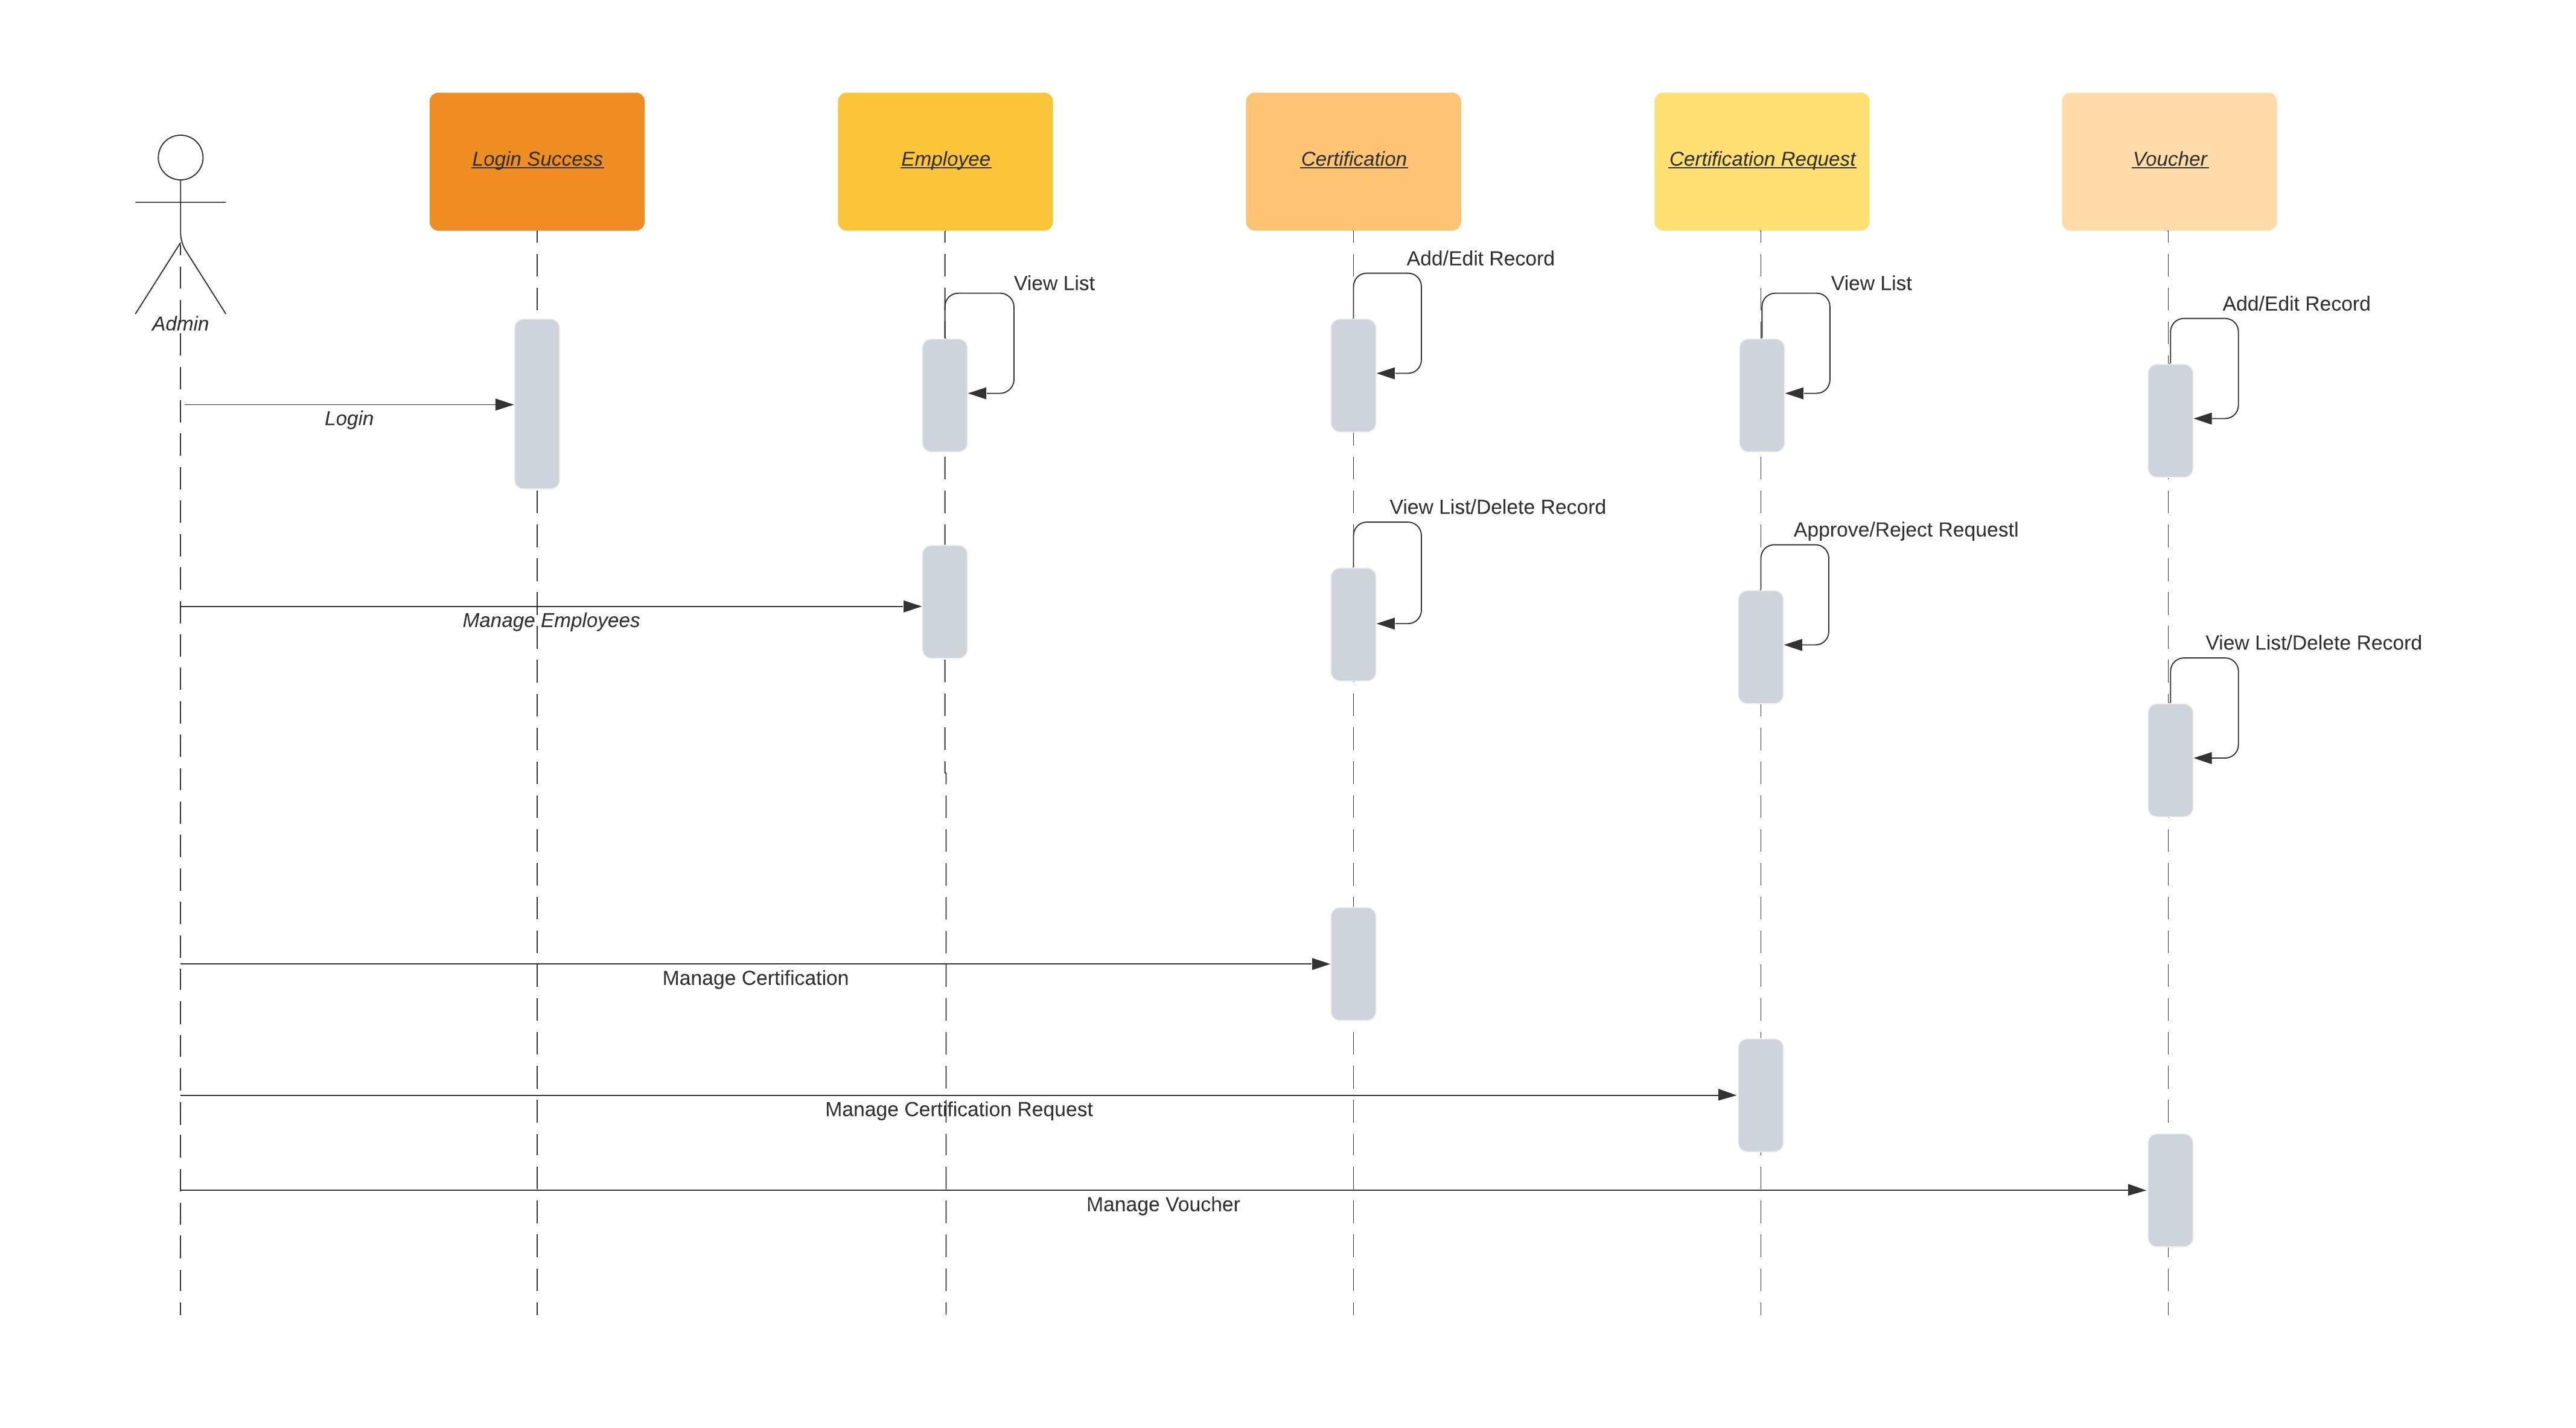 Login Success
Employee
Certification
Certification Request
Voucher
Add/Edit Record
View List
View List
Add/Edit Record
Admin
Login
View List/Delete Record
Approve/Reject Requestl
Manage Employees
View List/Delete Record
Manage Certification
Manage Certification Request
Manage Voucher